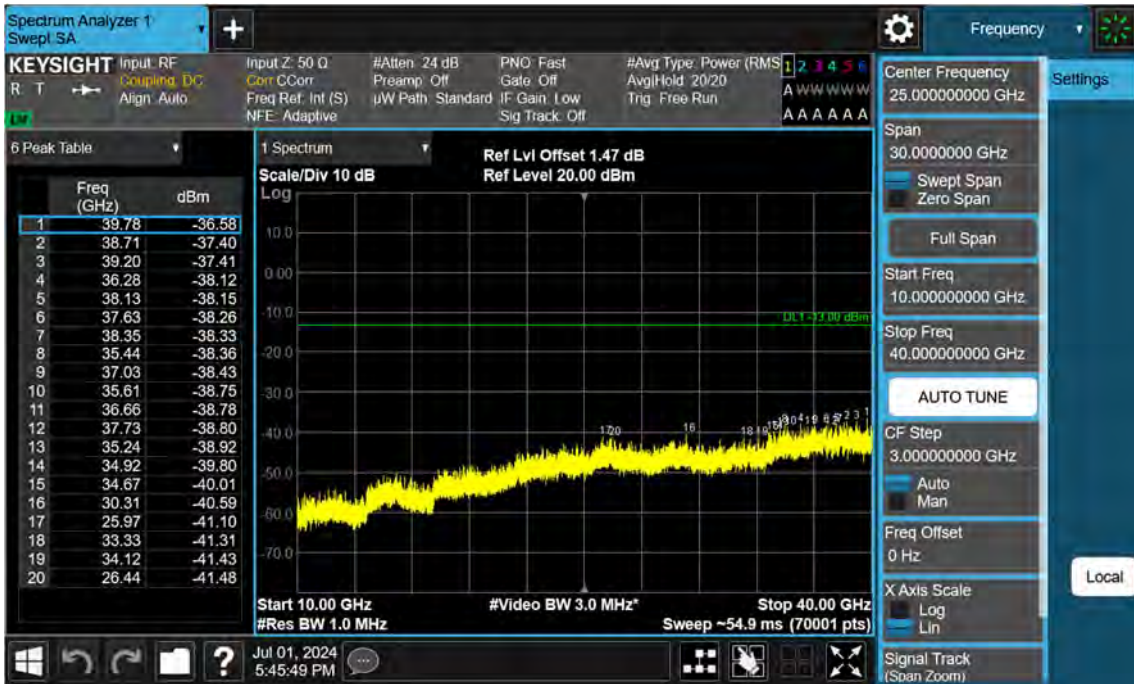 Spectrum Analyzer 1
Swept SA
Frequency
KEYSIGHT
R T
LM
Input: RF
Coupling: DC
Align: Auto
Input Z: 50 Ω
Corr CCorr
Freq Ref: Int (S)
NFE: Adaptive
#Atten: 24 dB
Preamp: Off
µW Path: Standard
PNO: Fast
Gate: Off
IF Gain: Low
Sig Track: Off
#Avg Type: Power (RMS
Avg|Hold: 20/20
Trig: Free Run
1 2 3 4 5 6
A W W W W W
A A A A A A
6 Peak Table
Freq
(GHz)
dBm
1 39.78 -36.58
2 38.71 -37.40
3 39.20 -37.41
4 36.28 -38.12
5 38.13 -38.15
6 37.63 -38.26
7 38.35 -38.33
8 35.44 -38.36
9 37.03 -38.43
10 35.61 -38.75
11 36.66 -38.78
12 37.73 -38.80
13 35.24 -38.92
14 34.92 -39.80
15 34.67 -40.01
16 30.31 -40.59
17 25.97 -41.10
18 33.33 -41.31
19 34.12 -41.43
20 26.44 -41.48
1 Spectrum
Scale/Div 10 dB
Ref Lvl Offset 1.47 dB
Ref Level 20.00 dBm
Log
10.0
0.00
-10.0
DL1 -13.00 dBm
-20.0
-30.0
-40.0
16
-50.0
-60.0
-70.0
Start 10.00 GHz
#Res BW 1.0 MHz
#Video BW 3.0 MHz*
Stop 40.00 GHz
Sweep ~54.9 ms (70001 pts)
Center Frequency
25.000000000 GHz
Settings
Span
30.0000000 GHz
Swept Span
Zero Span
Full Span
Start Freq
10.000000000 GHz
Stop Freq
40.000000000 GHz
AUTO TUNE
CF Step
3.000000000 GHz
Auto
Man
Freq Offset
0 Hz
X Axis Scale
Log
Lin
Local
Signal Track
(Span Zoom)
?
Jul 01, 2024
5:45:49 PM